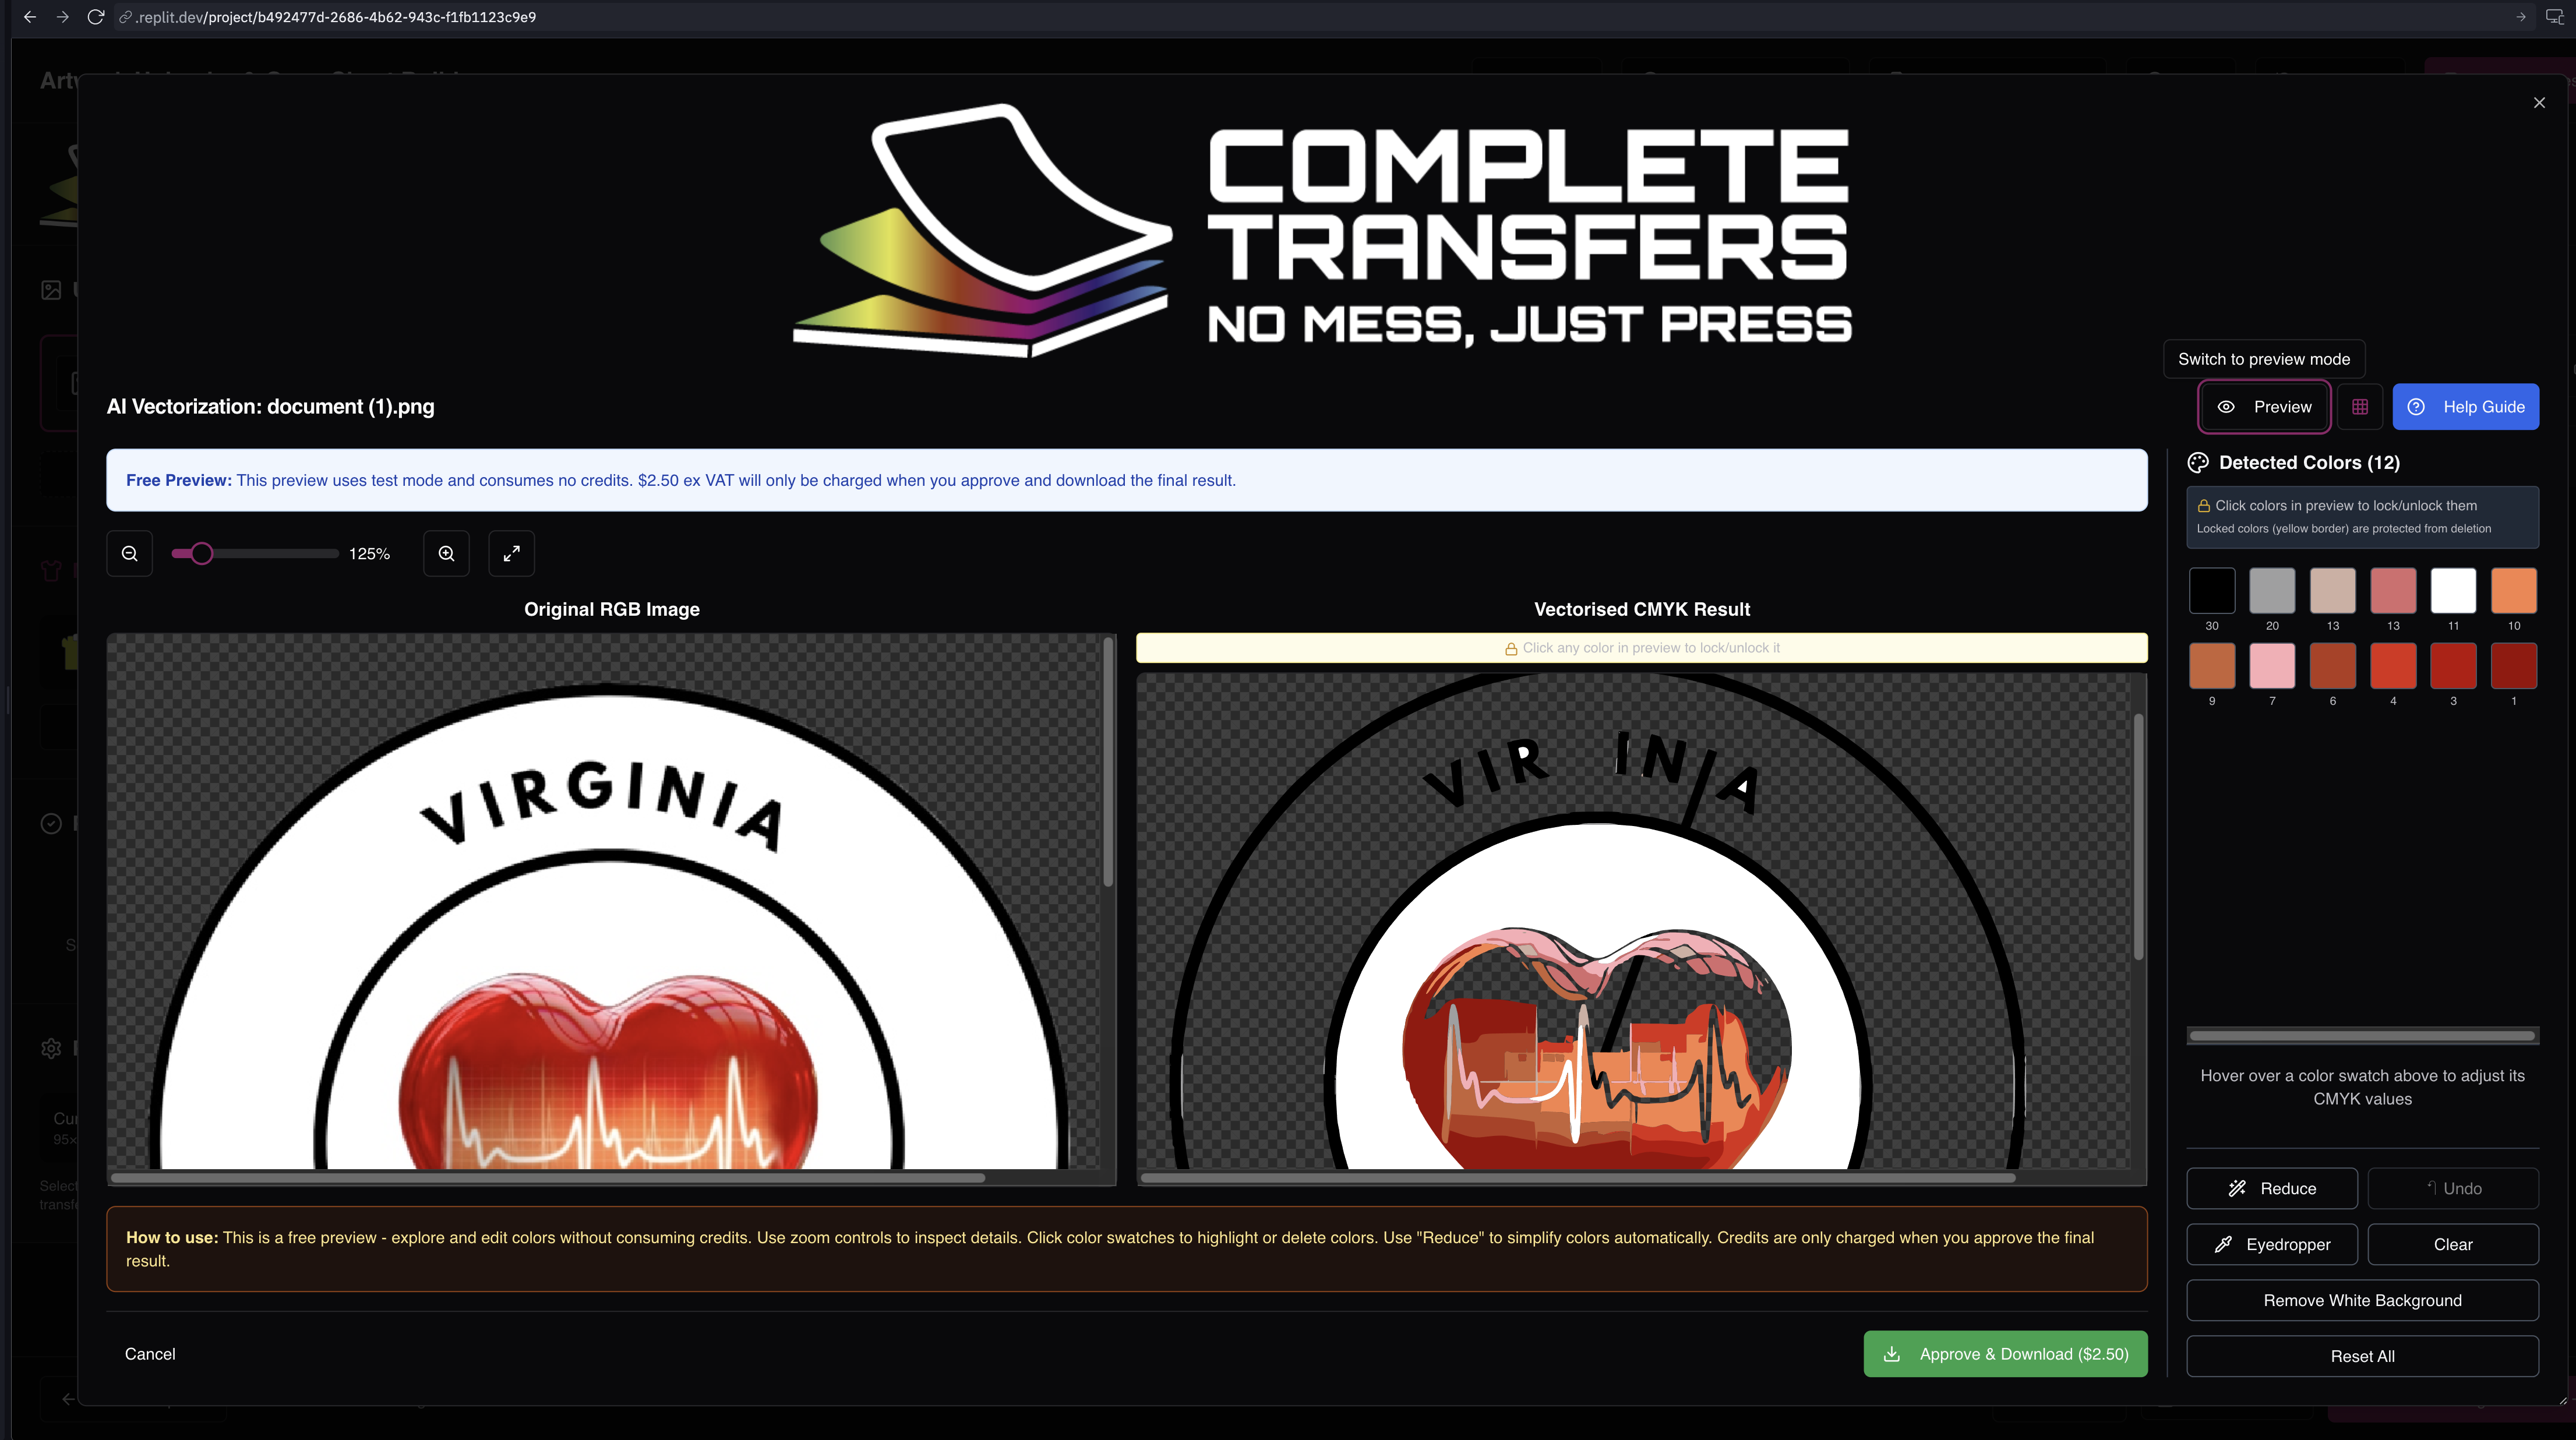 .replit.dev/project/b492477d-2686-4b62-943c-f1fb1123c9e9
COMPLETE
TRANSFERS
NO MESS, JUST PRESS
Switch to preview mode
AI Vectorization: document (1).png
Preview
Help Guide
Free Preview: This preview uses test mode and consumes no credits. $2.50 ex VAT will only be charged when you approve and download the final result.
125%
Original RGB Image
VIRGINIA
Vectorised CMYK Result
Click any color in preview to lock/unlock it
VIR INIA
Detected Colors (12)
Click colors in preview to lock/unlock them
Locked colors (yellow border) are protected from deletion
30 20 13 13 11 10
9 7 6 4 3 1
Hover over a color swatch above to adjust its
CMYK values
Reduce
Undo
Eyedropper
Clear
Remove White Background
Reset All
How to use: This is a free preview - explore and edit colors without consuming credits. Use zoom controls to inspect details. Click color swatches to highlight or delete colors. Use "Reduce" to simplify colors automatically. Credits are only charged when you approve the final
result.
Cancel
Approve & Download ($2.50)